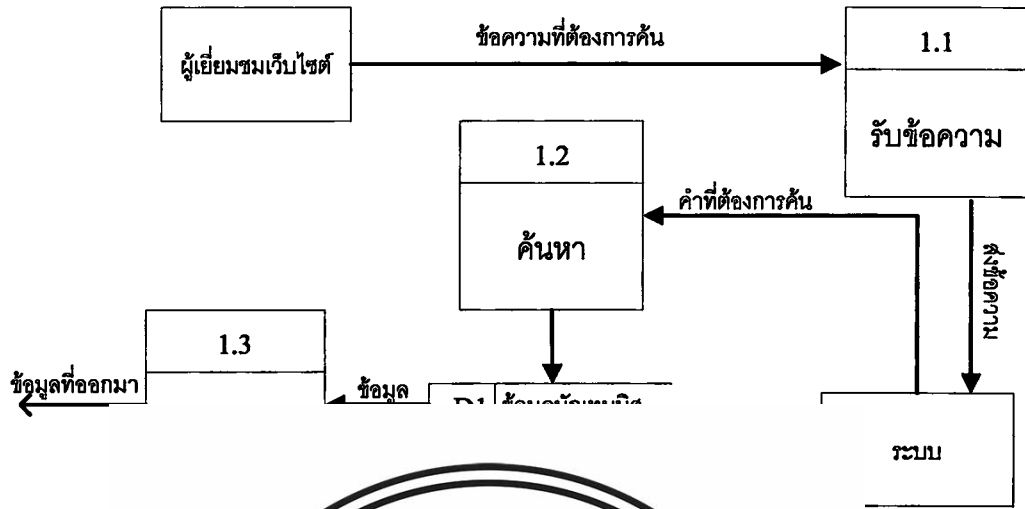 ข้อความที่ต้องการค้น
1.1
ผู้เยี่ยมชมเว็บไซต์
รับข้อความ
1.2
คำที่ต้องการค้น
ค้นหา
ส่งข้อความ
1.3
ข้อมูลที่ออกมา
ข้อมูล
D1
ระบบ